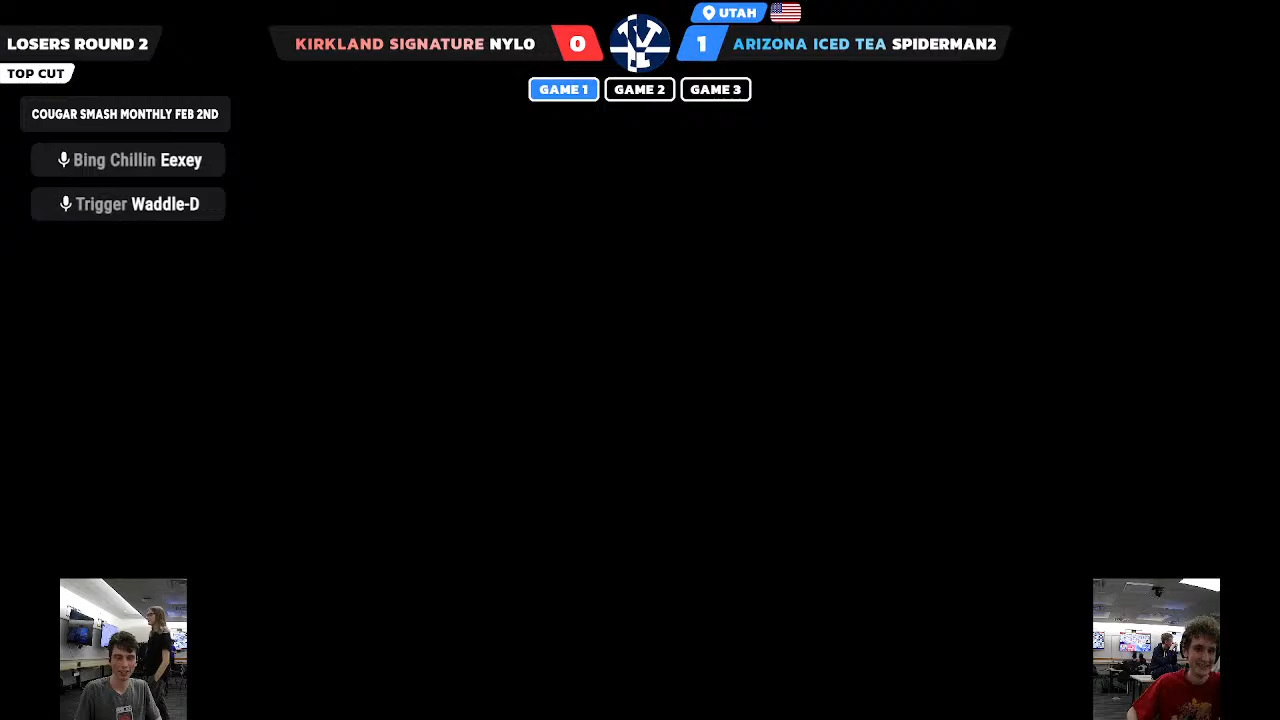 UTAH
LOSERS ROUND 2
KIRKLAND SIGNATURE NYLO
0
1
ARIZONA ICED TEA SPIDERMAN2
TOP CUT
GAME 1
GAME 2
GAME 3
COUGAR SMASH MONTHLY FEB 2ND
Bing Chillin Eexey
Trigger Waddle-D